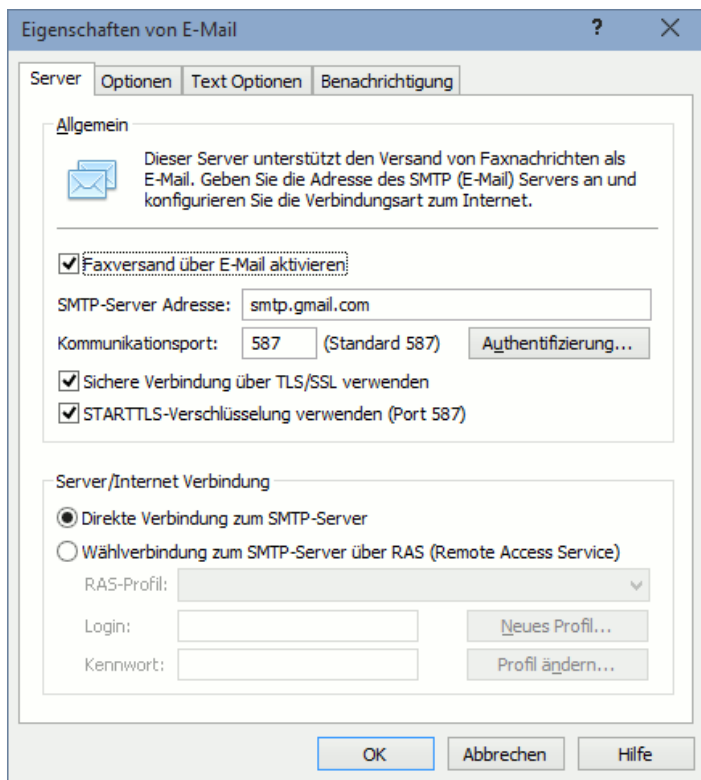 Eigenschaften von E-Mail ?
Server Optionen Text Optionen Benachrichtigung
Allgemein
Dieser Server unterstützt den Versand von Faxnachrichten als
E-Mail. Geben Sie die Adresse des SMTP (E-Mail) Servers an und
konfigurieren Sie die Verbindungsart zum Internet.
Faxversand über E-Mail aktivieren
SMTP-Server Adresse: smtp.gmail.com
Kommunikationsport: 587 (Standard 587) Authentifizierung...
Sichere Verbindung über TLS/SSL verwenden
STARTTLS-Verschlüsselung verwenden (Port 587)
Server/Internet Verbindung
Direkte Verbindung zum SMTP-Server
Wählverbindung zum SMTP-Server über RAS (Remote Access Service)
RAS-Profil:
Login: Neues Profil...
Kennwort: Profil ändern...
OK Abbrechen Hilfe